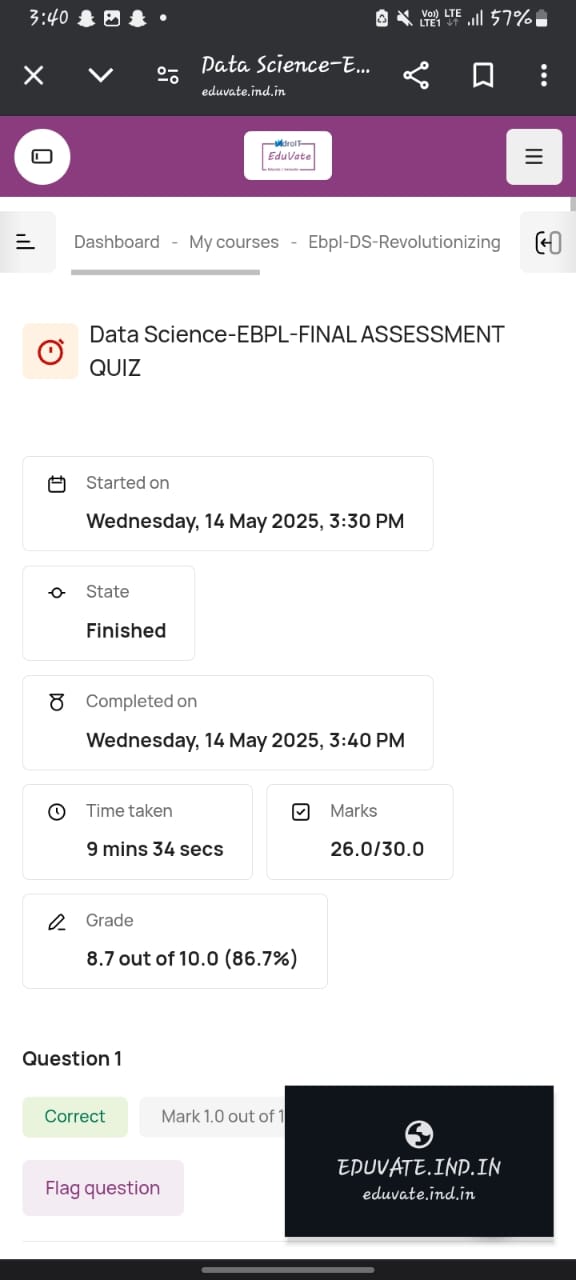 3:40
Vo) LTE
LTE1
57%
Data Science-E...
eduvate.ind.in
EduVate
Dashboard - My courses - Ebpl-DS-Revolutionizing
Data Science-EBPL-FINAL ASSESSMENT
QUIZ
Started on
Wednesday, 14 May 2025, 3:30 PM
State
Finished
Completed on
Wednesday, 14 May 2025, 3:40 PM
Time taken
9 mins 34 secs
Marks
26.0/30.0
Grade
8.7 out of 10.0 (86.7%)
Question 1
Correct
Mark 1.0 out of 1
Flag question
EDUVATE.IND.IN
eduvate.ind.in